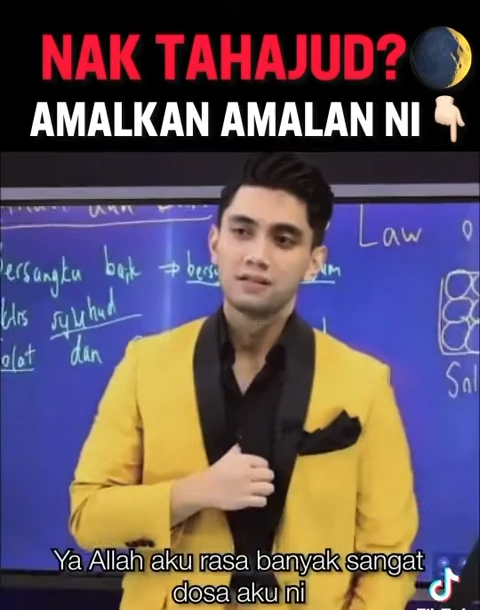 NAK TAHAJUD?
AMALKAN AMALAN NI
Law
bersangka baik →
syuhud
solat dan
Ya Allah aku rasa banyak sangat
dosa aku ni